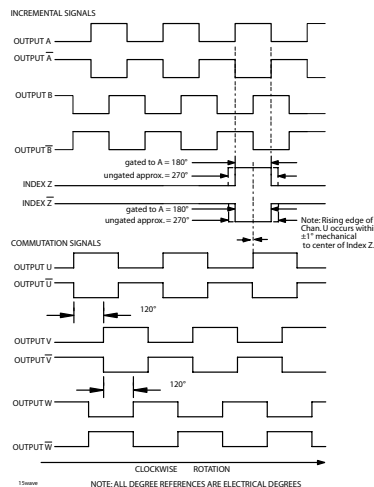 INCREMENTAL SIGNALS
OUTPUT A
OUTPUT A
OUTPUT B
OUTPUT B
gated to A = 180°
ungated approx. = 270°
INDEX Z
INDEX Z
gated to A = 180°
ungated approx. = 270°
Note: Rising edge of
Chan. U occurs withi
±1° mechanical
to center of Index Z.
COMMUTATION SIGNALS
OUTPUT U
OUTPUT U
120°
OUTPUT V
OUTPUT V
120°
OUTPUT W
OUTPUT W
CLOCKWISE ROTATION
15wave
NOTE: ALL DEGREE REFERENCES ARE ELECTRICAL DEGREES